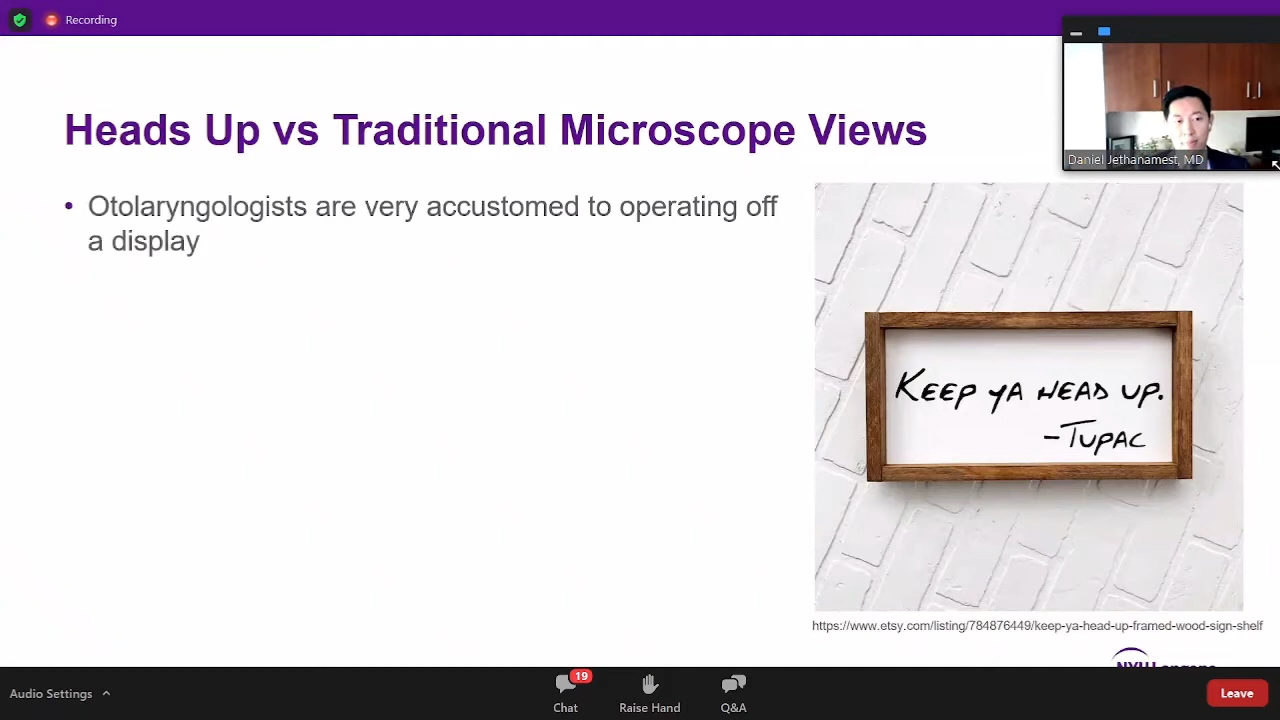 Recording
Heads Up vs Traditional Microscope Views
Daniel Jethanamest, MD
• Otolaryngologists are very accustomed to operating off
a display
KEEP YA HEAD UP.
-TUPAC
https://www.etsy.com/listing/784876449/keep-ya-head-up-framed-wood-sign-shelf
Audio Settings
19
Chat
Raise Hand
Q&A
Leave